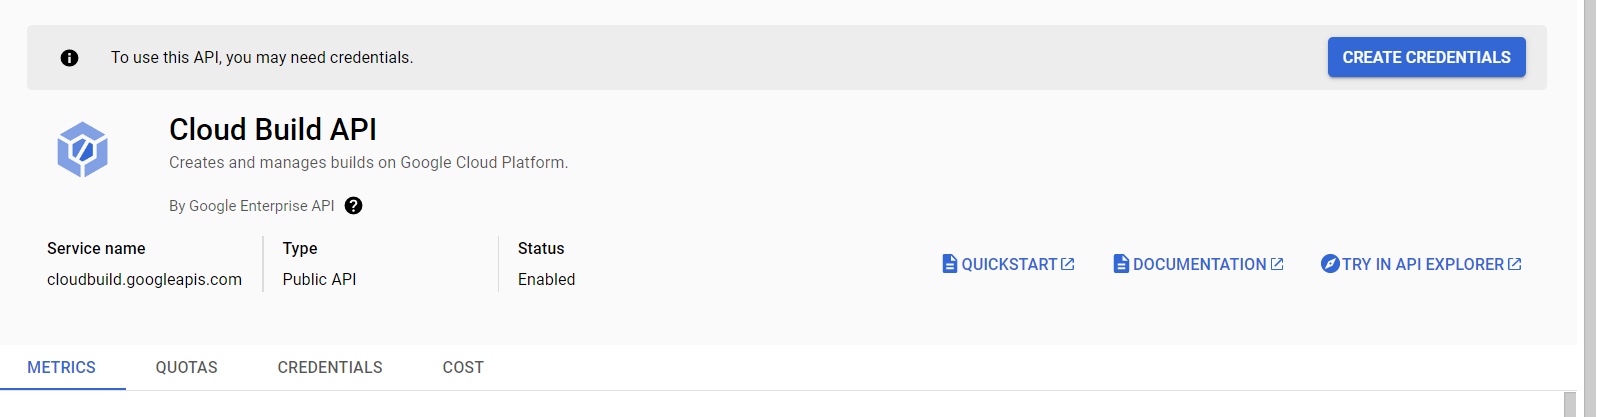 To use this API, you may need credentials.
CREATE CREDENTIALS
Cloud Build API
Creates and manages builds on Google Cloud Platform.
By Google Enterprise API
Service name
Type
Status
cloudbuild.googleapis.com
Public API
Enabled
QUICKSTART
DOCUMENTATION
TRY IN API EXPLORER
METRICS
QUOTAS
CREDENTIALS
COST